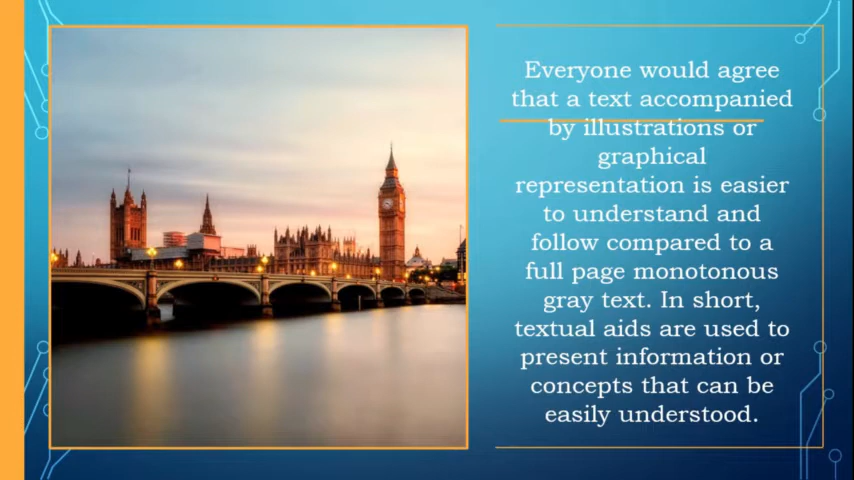 Everyone would agree
that a text accompanied
by illustrations or
graphical
representation is easier
to understand and
follow compared to a
full page monotonous
gray text. In short,
textual aids are used to
present information or
concepts that can be
easily understood.